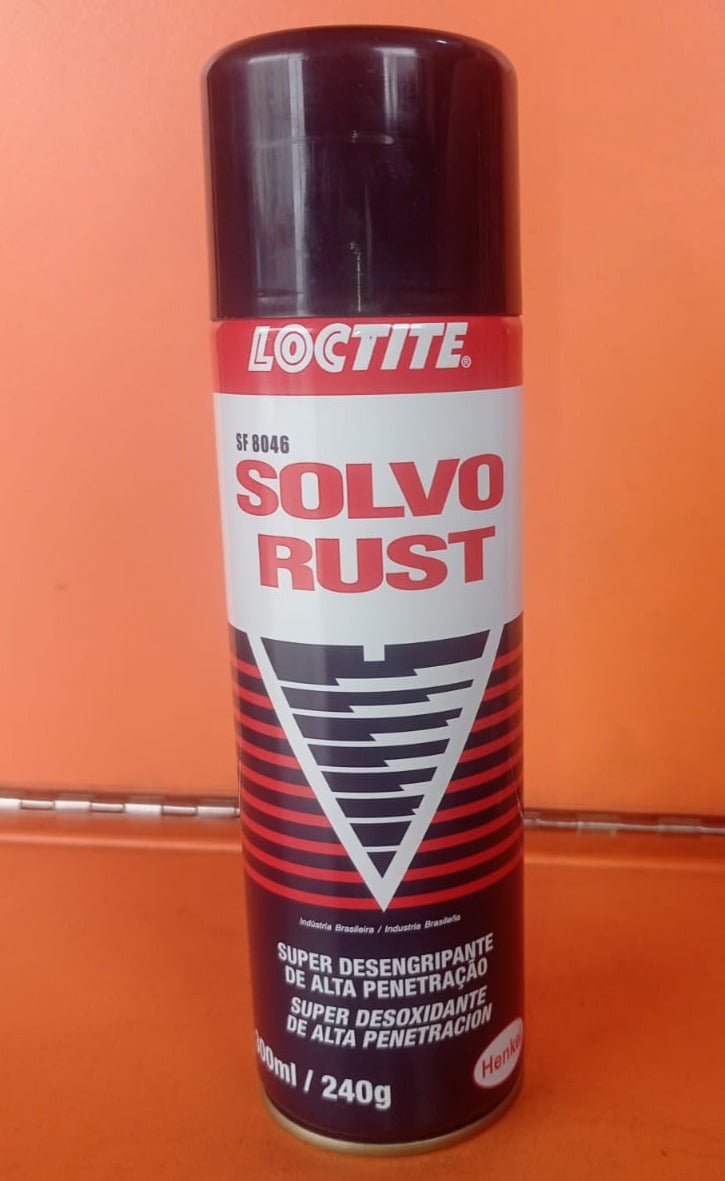 LOCTITE®
SF 8046
SOLVO
RUST
Indústria Brasileira / Industria Brasileña
SUPER DESENGRIPANTE
DE ALTA PENETRAÇÃO
SUPER DESOXIDANTE
DE ALTA PENETRACION
300ml / 240g
Henkel